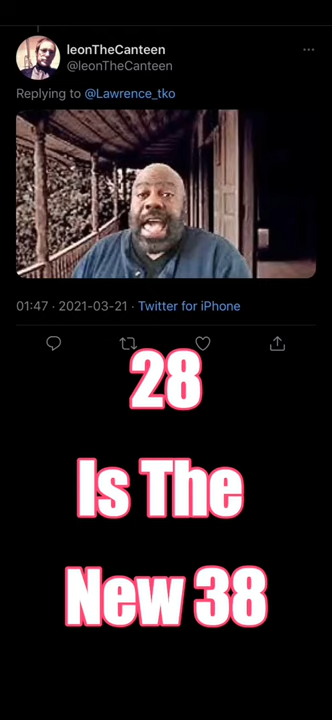 leonTheCanteen
@leonTheCanteen
Replying to @Lawrence_tko
01:47 · 2021-03-21 · Twitter for iPhone
28
Is The
New 38